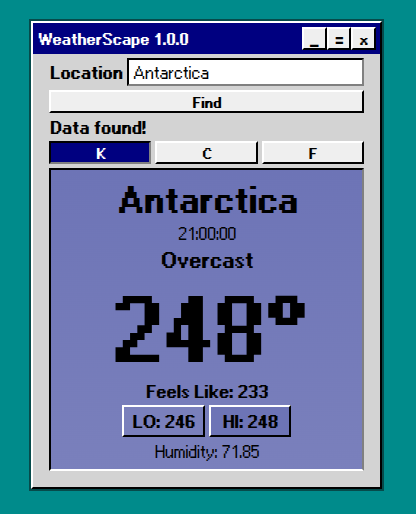 WeatherScape 1.0.0 _ = x
Location Antarctica
Find
Data found!
K C F
Antarctica
21:00:00
Overcast
248°
Feels Like: 233
LO: 246 HI: 248
Humidity: 71.85